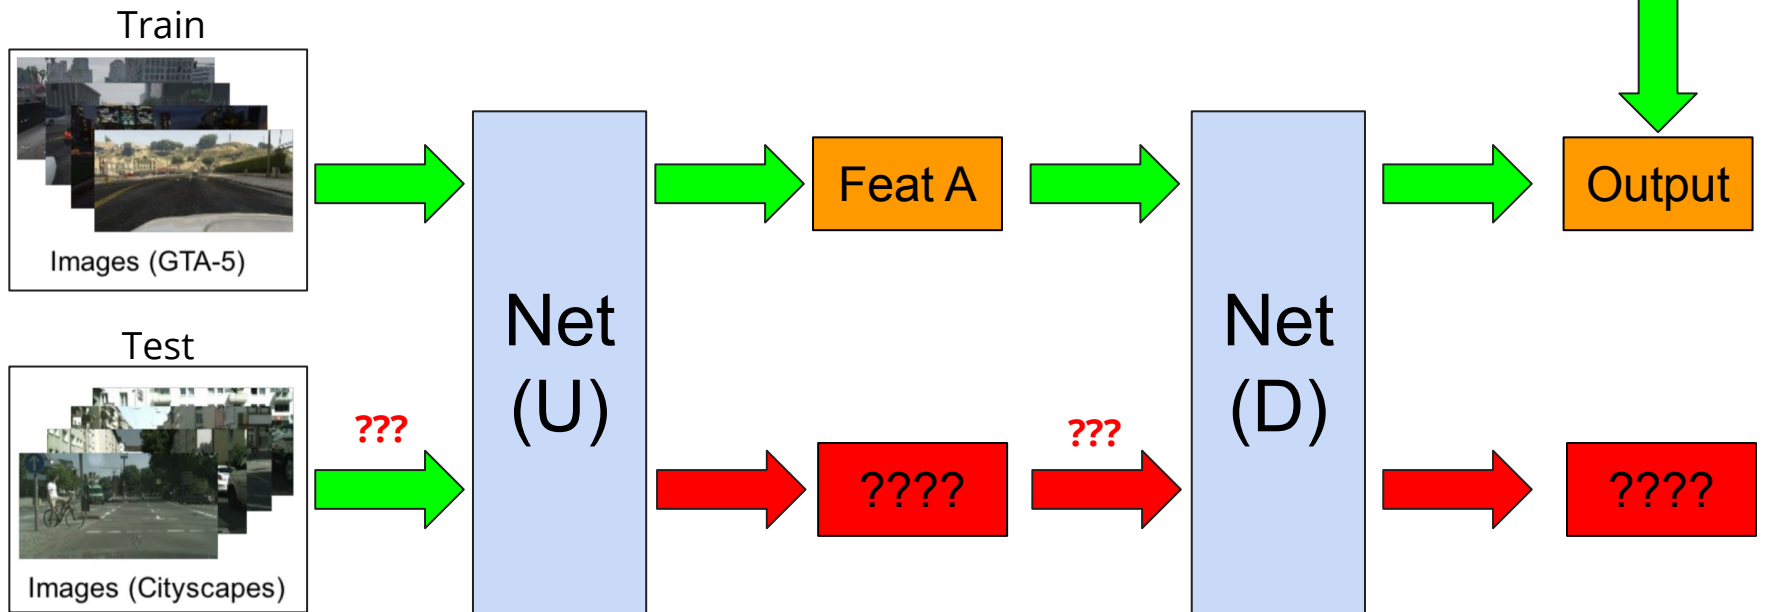 Train
Images (GTA-5)
Feat A
Output
Net
(U)
Net
(D)
Test
???
???
????
????
Images (Cityscapes)